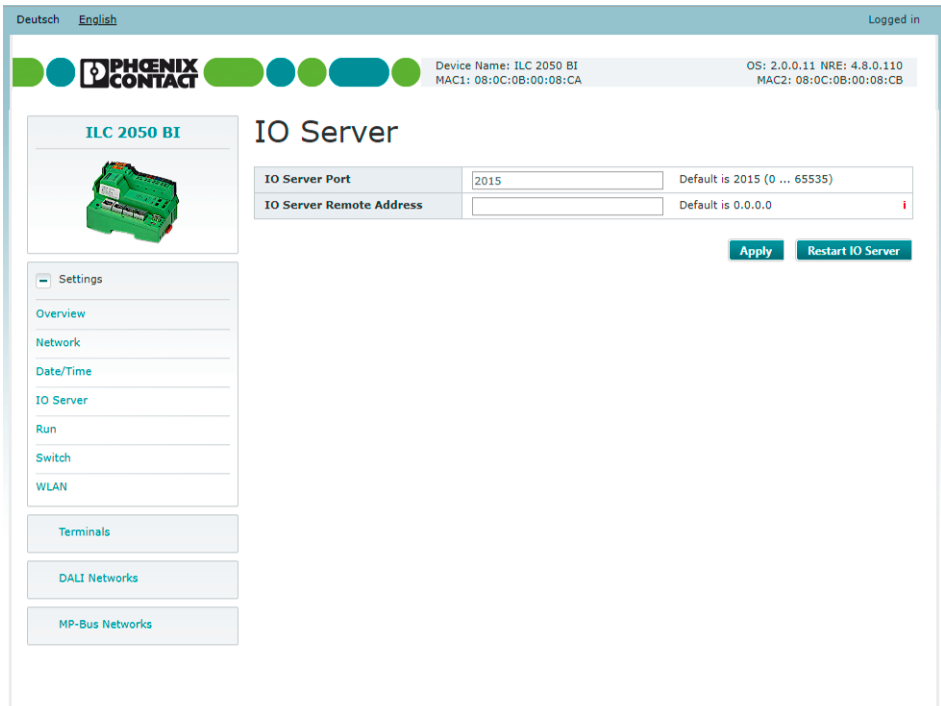 Deutsch English Logged in
PHŒNIX
CONTACT
Device Name: ILC 2050 BI OS: 2.0.0.11 NRE: 4.8.0.110
MAC1: 08:0C:0B:00:08:CA MAC2: 08:0C:0B:00:08:CB
ILC 2050 BI
IO Server
IO Server Port 2015 Default is 2015 (0 ... 65535)
IO Server Remote Address Default is 0.0.0.0 i
Apply Restart IO Server
Settings
Overview
Network
Date/Time
IO Server
Run
Switch
WLAN
Terminals
DALI Networks
MP-Bus Networks